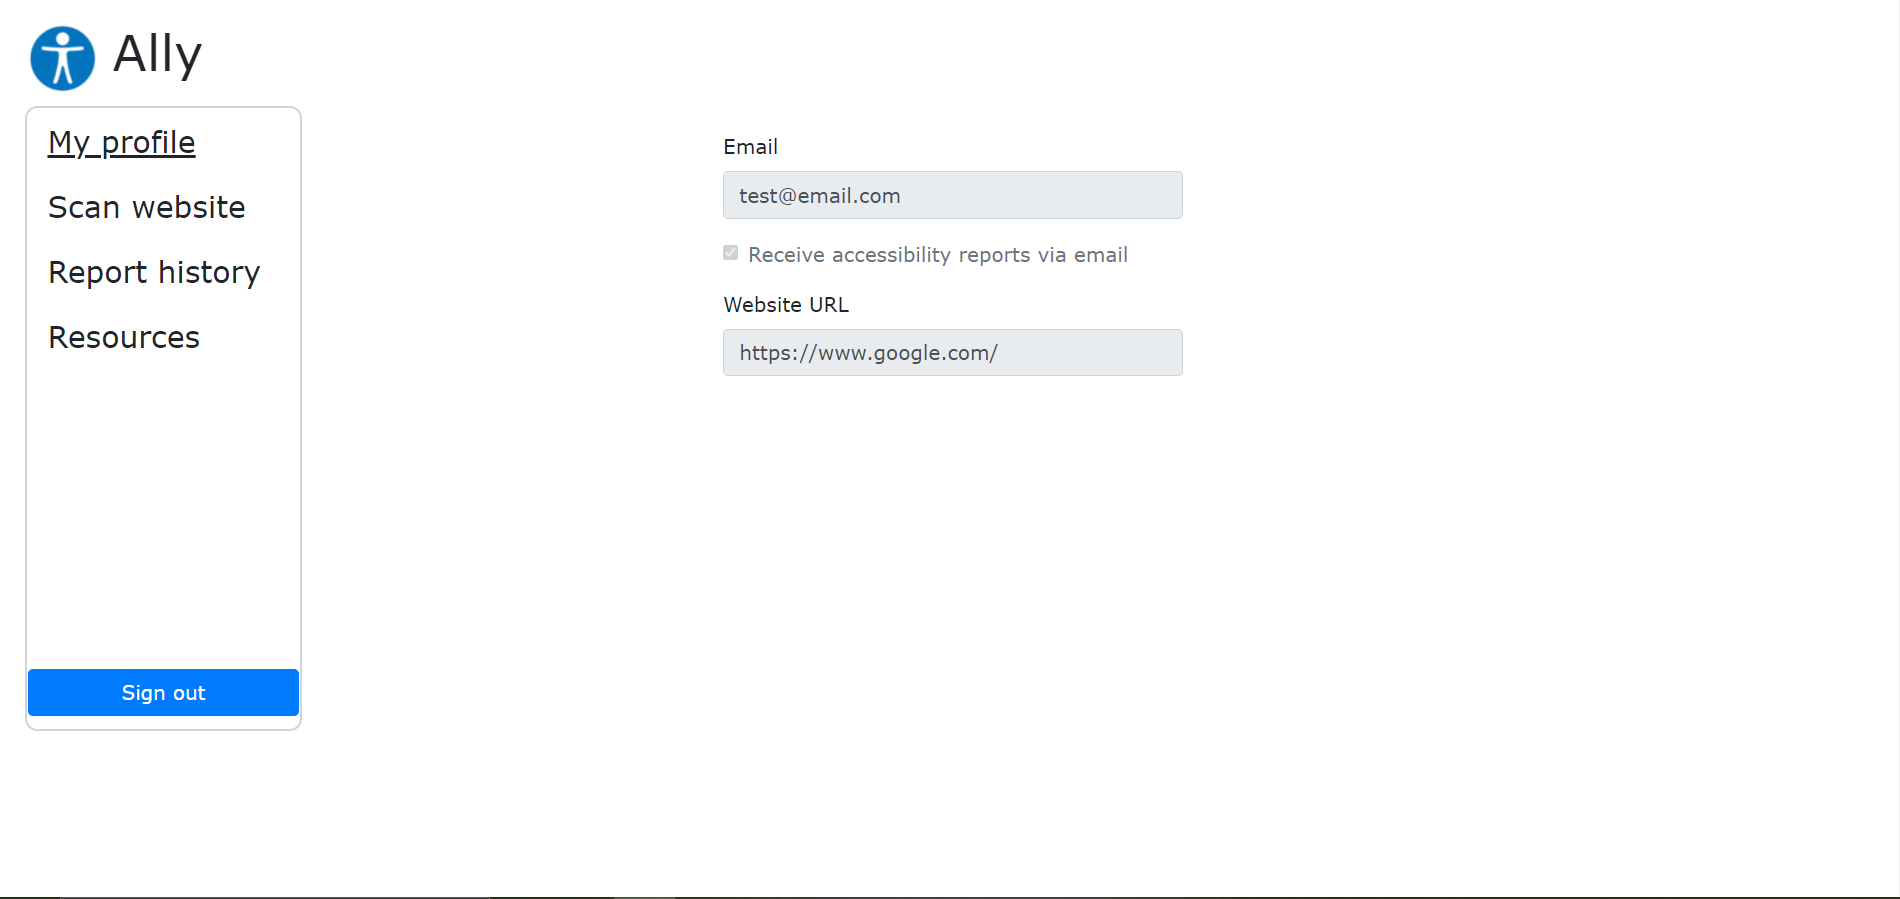 Ally
My profile
Scan website
Report history
Resources
Sign out
Email
test@email.com
Receive accessibility reports via email
Website URL
https://www.google.com/